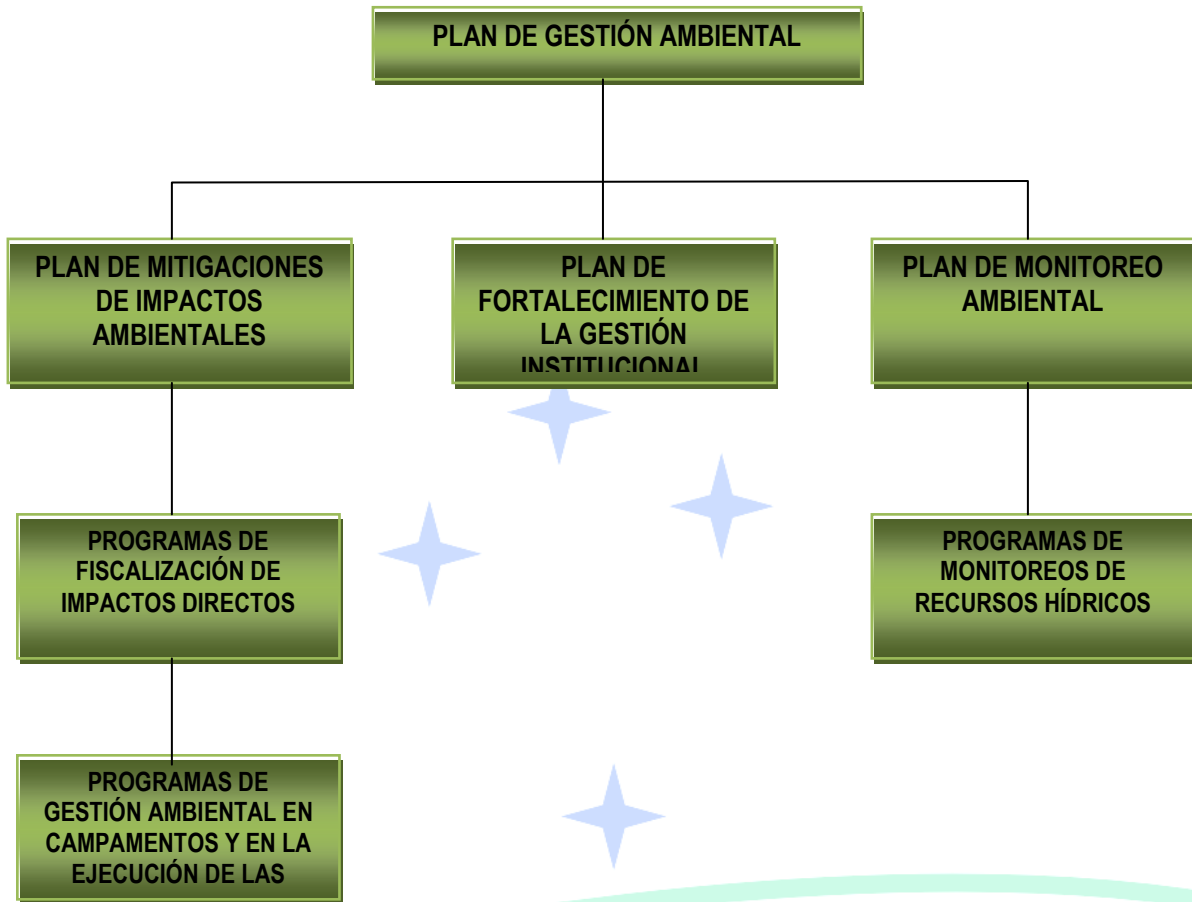 PLAN DE GESTIÓN AMBIENTAL
PLAN DE MITIGACIONES
DE IMPACTOS
AMBIENTALES
PLAN DE
FORTALECIMIENTO DE
LA GESTIÓN
INSTITUCIONAL
PLAN DE MONITOREO
AMBIENTAL
PROGRAMAS DE
FISCALIZACIÓN DE
IMPACTOS DIRECTOS
PROGRAMAS DE
MONITOREOS DE
RECURSOS HÍDRICOS
PROGRAMAS DE
GESTIÓN AMBIENTAL EN
CAMPAMENTOS Y EN LA
EJECUCIÓN DE LAS